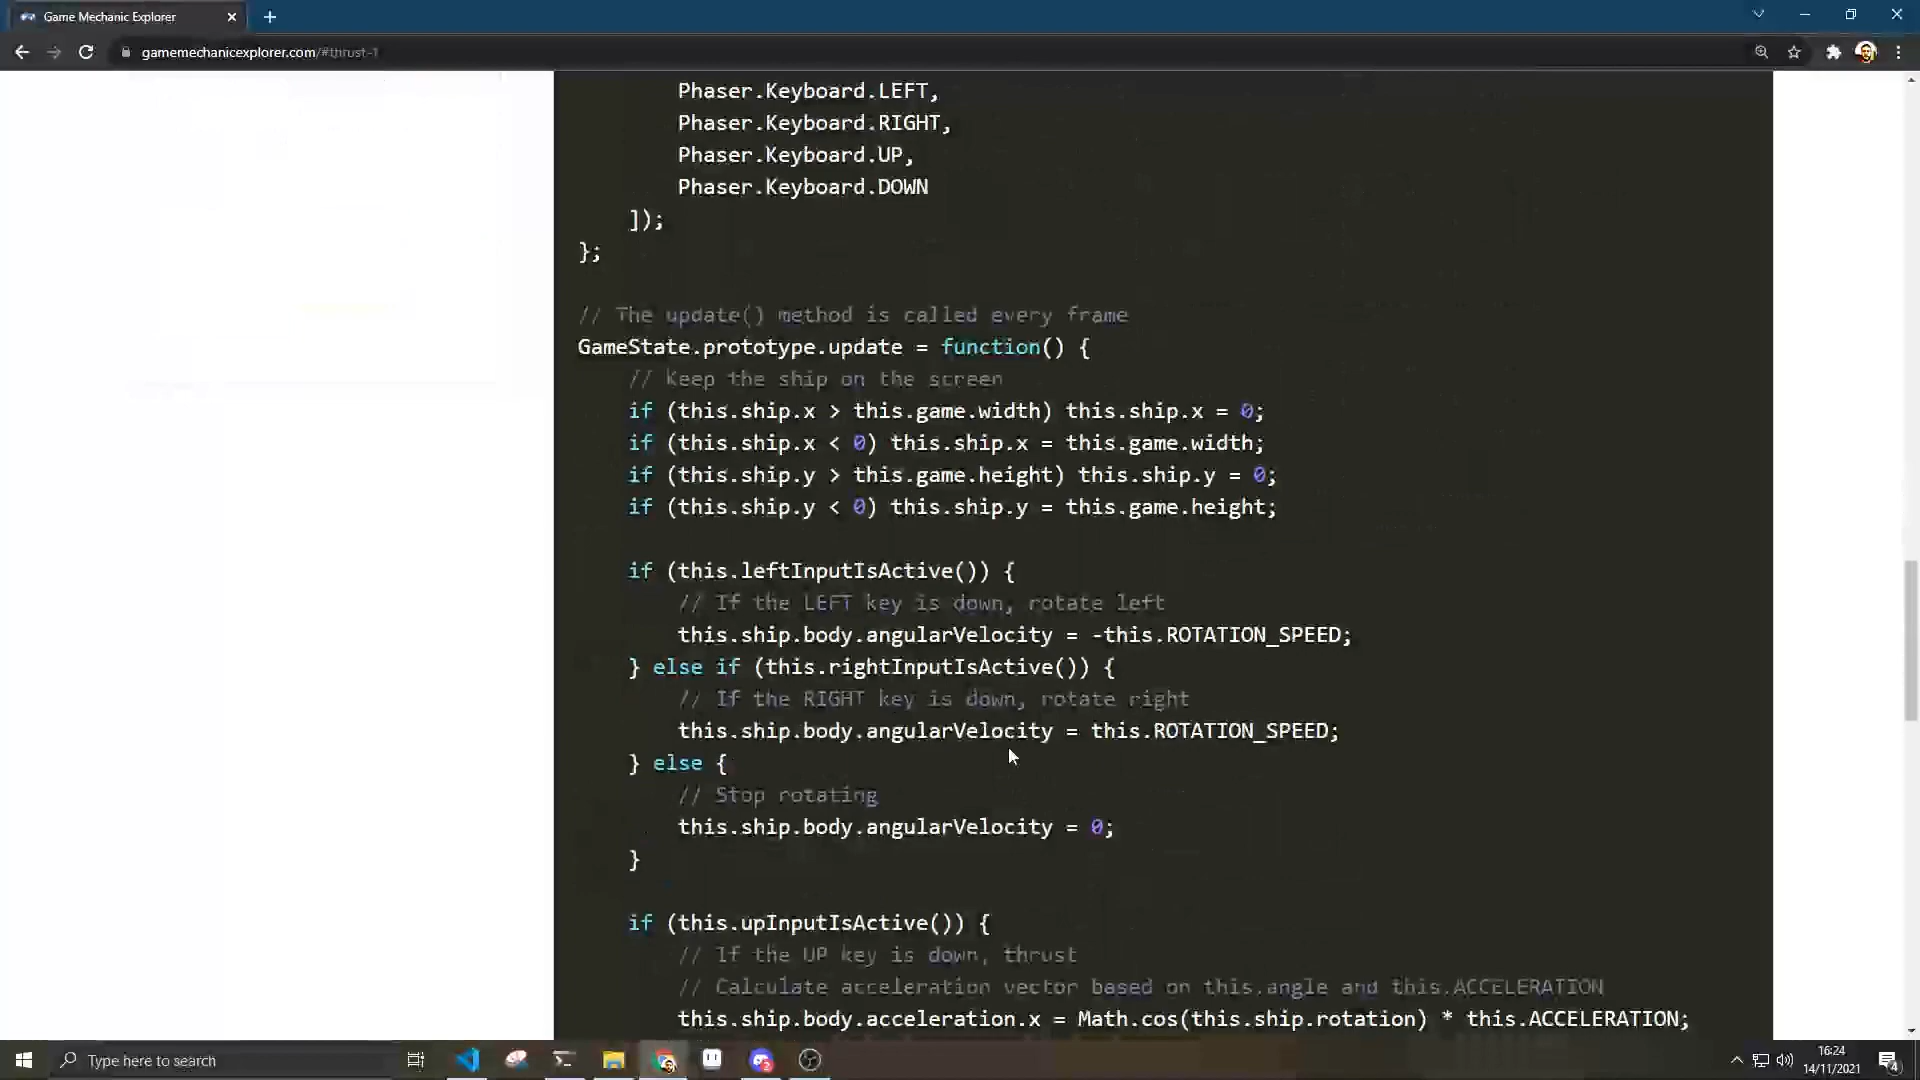 Game Mechanic Explorer
gamemechanicexplorer.com/#thrust-1
Phaser.Keyboard.LEFT,
Phaser.Keyboard.RIGHT,
Phaser.Keyboard.UP,
Phaser.Keyboard.DOWN
]);
};
// The update() method is called every frame
GameState.prototype.update = function() {
// Keep the ship on the screen
if (this.ship.x > this.game.width) this.ship.x = 0;
if (this.ship.x < 0) this.ship.x = this.game.width;
if (this.ship.y > this.game.height) this.ship.y = 0;
if (this.ship.y < 0) this.ship.y = this.game.height;
if (this.leftInputIsActive()) {
// If the LEFT key is down, rotate left
this.ship.body.angularVelocity = -this.ROTATION_SPEED;
} else if (this.rightInputIsActive()) {
// If the RIGHT key is down, rotate right
this.ship.body.angularVelocity = this.ROTATION_SPEED;
} else {
// Stop rotating
this.ship.body.angularVelocity = 0;
}
if (this.upInputIsActive()) {
// If the UP key is down, thrust
// Calculate acceleration vector based on this.angle and this.ACCELERATION
this.ship.body.acceleration.x = Math.cos(this.ship.rotation) * this.ACCELERATION;
Type here to search
2
16:24
14/11/2021
4